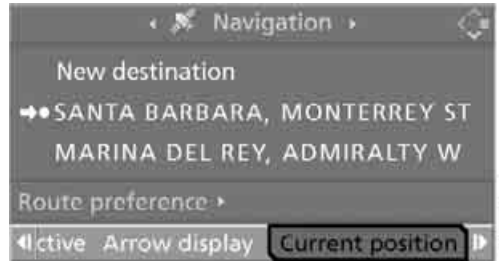 Navigation
New destination
SANTA BARBARA, MONTERREY ST
MARINA DEL REY, ADMIRALTY W
Route preference
ctive Arrow display Current position